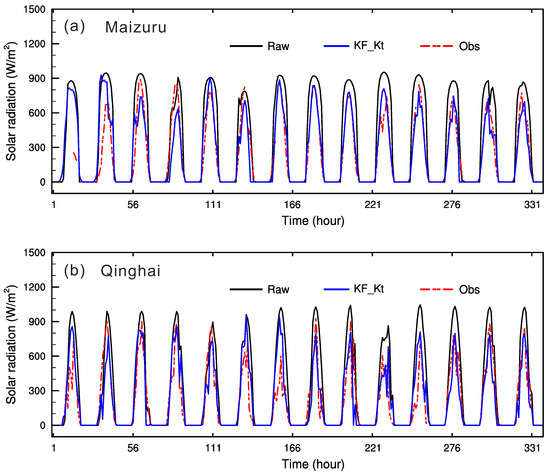 1500
(a) Maizuru
Raw KF_Kt Obs
1200
900
600
300
0
Solar radiation (W/m²)
1 56 111 166 221 276 331
Time (hour)
1500
(b) Qinghai
Raw KF_Kt Obs
1200
900
600
300
0
Solar radiation (W/m²)
1 56 111 166 221 276 331
Time (hour)